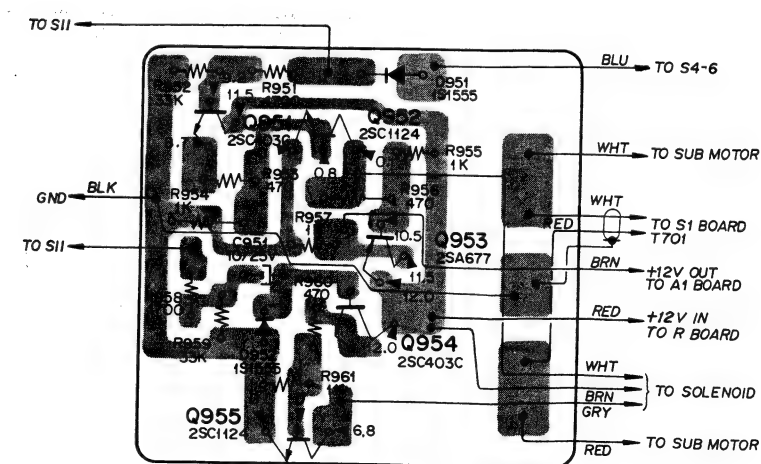 TO S11
BLU
TO S4-6
R951
11.5
Q951
1S1555
33K
Q952
2SC1124
2SC403C
WHT
TO SUB MOTOR
0.8
R955
1K
GND
BLK
R954
1K
R953
47
R956
470
WHT
TO S1 BOARD
T701
RED
TO S11
R957
10.5
Q953
2SA677
BRN
+12V OUT
TO A1 BOARD
C951
10/25V
11.5
12.0
470
RED
+12V IN
TO R BOARD
R959
33K
1S1555
2.0
Q954
2SC403C
WHT
TO SOLENOID
BRN
GRY
R961
Q955
2SC1124
6.8
RED
TO SUB MOTOR